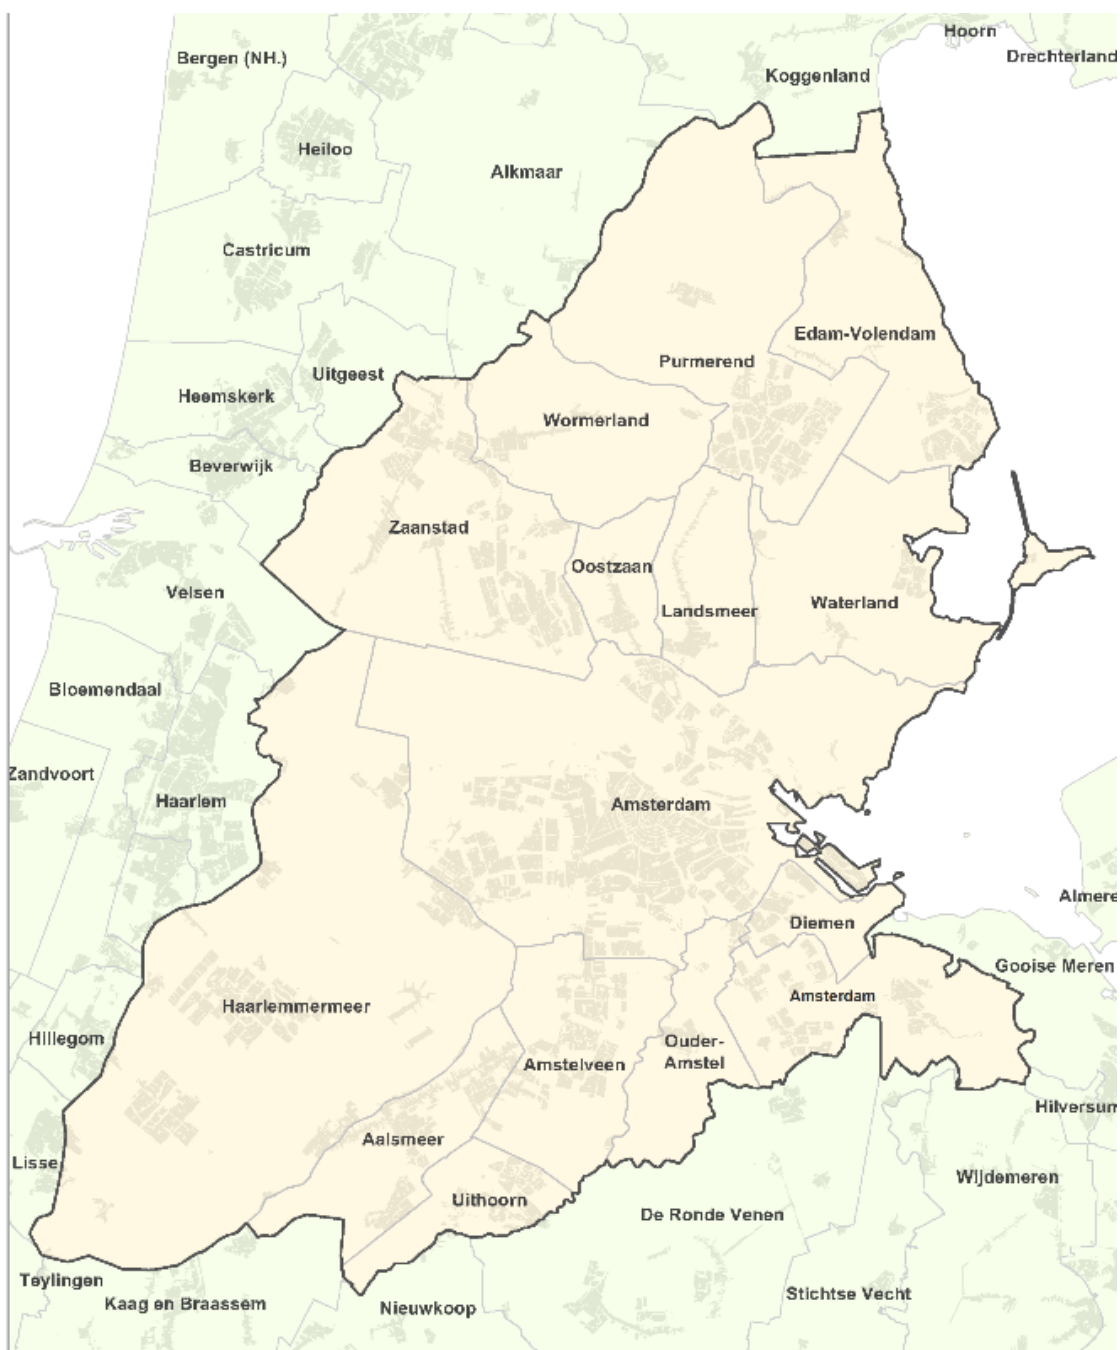 Hoorn
Bergen (NH.)
Drechterland
Koggenland
Heiloo
Alkmaar
Castricum
Edam-Volendam
Purmerend
Uitgeest
Heemskerk
Wormerland
Beverwijk
Zaanstad
Oostzaan
Velsen
Waterland
Landsmeer
Bloemendaal
Zandvoort
Haarlem
Amsterdam
Almere
Diemen
Gooise Meren
Amsterdam
Haarlemmermeer
Hillegom
Ouder-
Amstel
Amstelveen
Hilversum
Aalsmeer
Lisse
Wijdemeren
Uithoorn
De Ronde Venen
Teylingen
Stichtse Vecht
Kaag en Braassem
Nieuwkoop